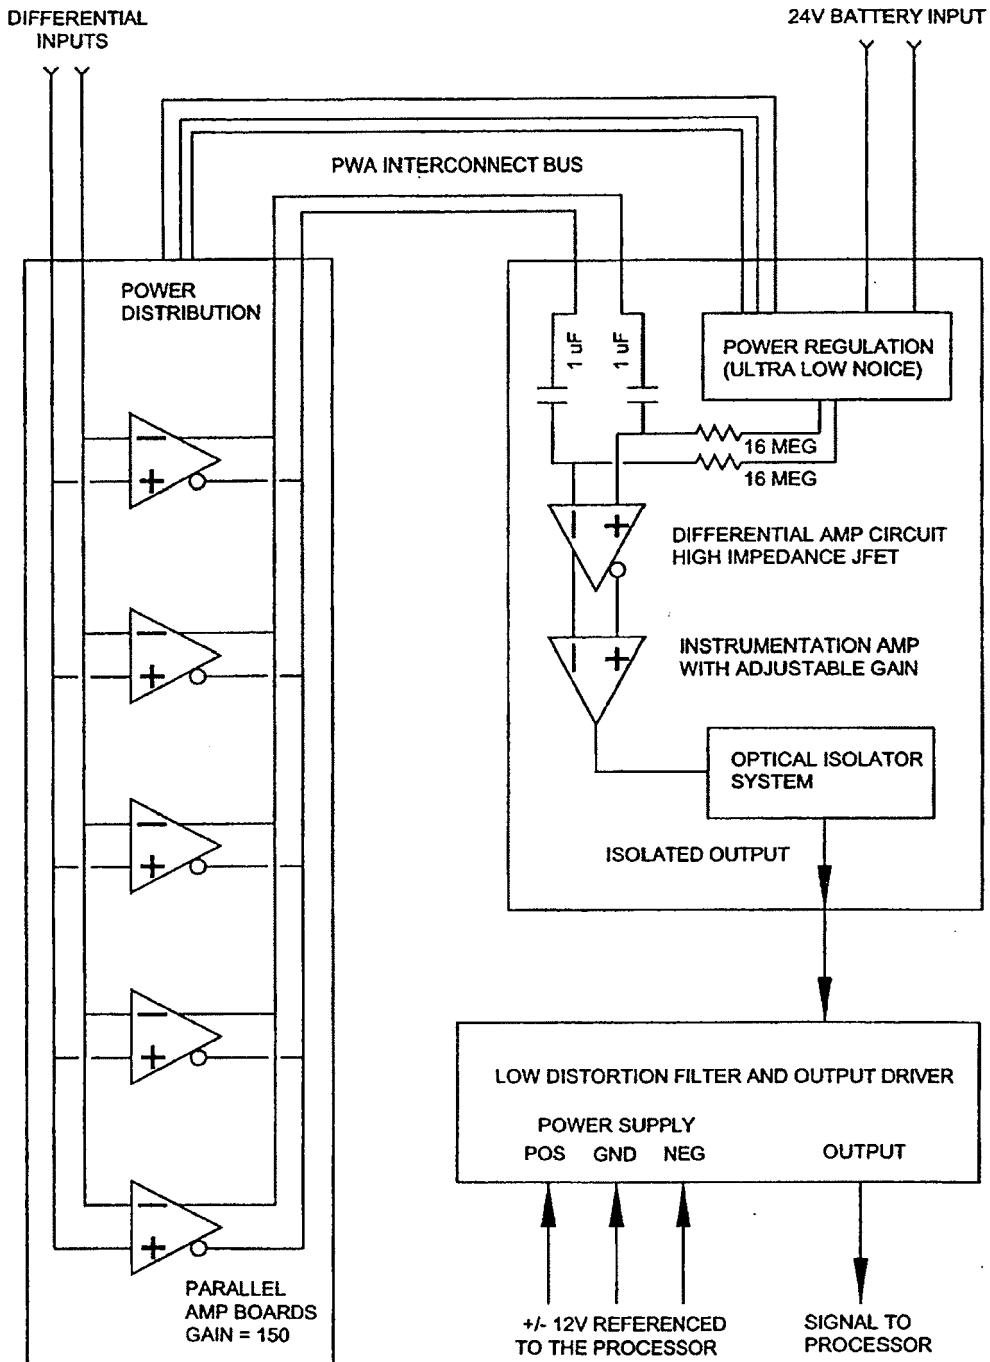 DIFFERENTIAL
INPUTS
24V BATTERY INPUT
PWA INTERCONNECT BUS
POWER
DISTRIBUTION
1 uF
1 uF
POWER REGULATION
(ULTRA LOW NOISE)
16 MEG
16 MEG
DIFFERENTIAL AMP CIRCUIT
HIGH IMPEDANCE JFET
INSTRUMENTATION AMP
WITH ADJUSTABLE GAIN
OPTICAL ISOLATOR
SYSTEM
ISOLATED OUTPUT
LOW DISTORTION FILTER AND OUTPUT DRIVER
POWER SUPPLY
POS GND NEG OUTPUT
PARALLEL
AMP BOARDS
GAIN = 150
+/- 12V REFERENCED
TO THE PROCESSOR
SIGNAL TO
PROCESSOR